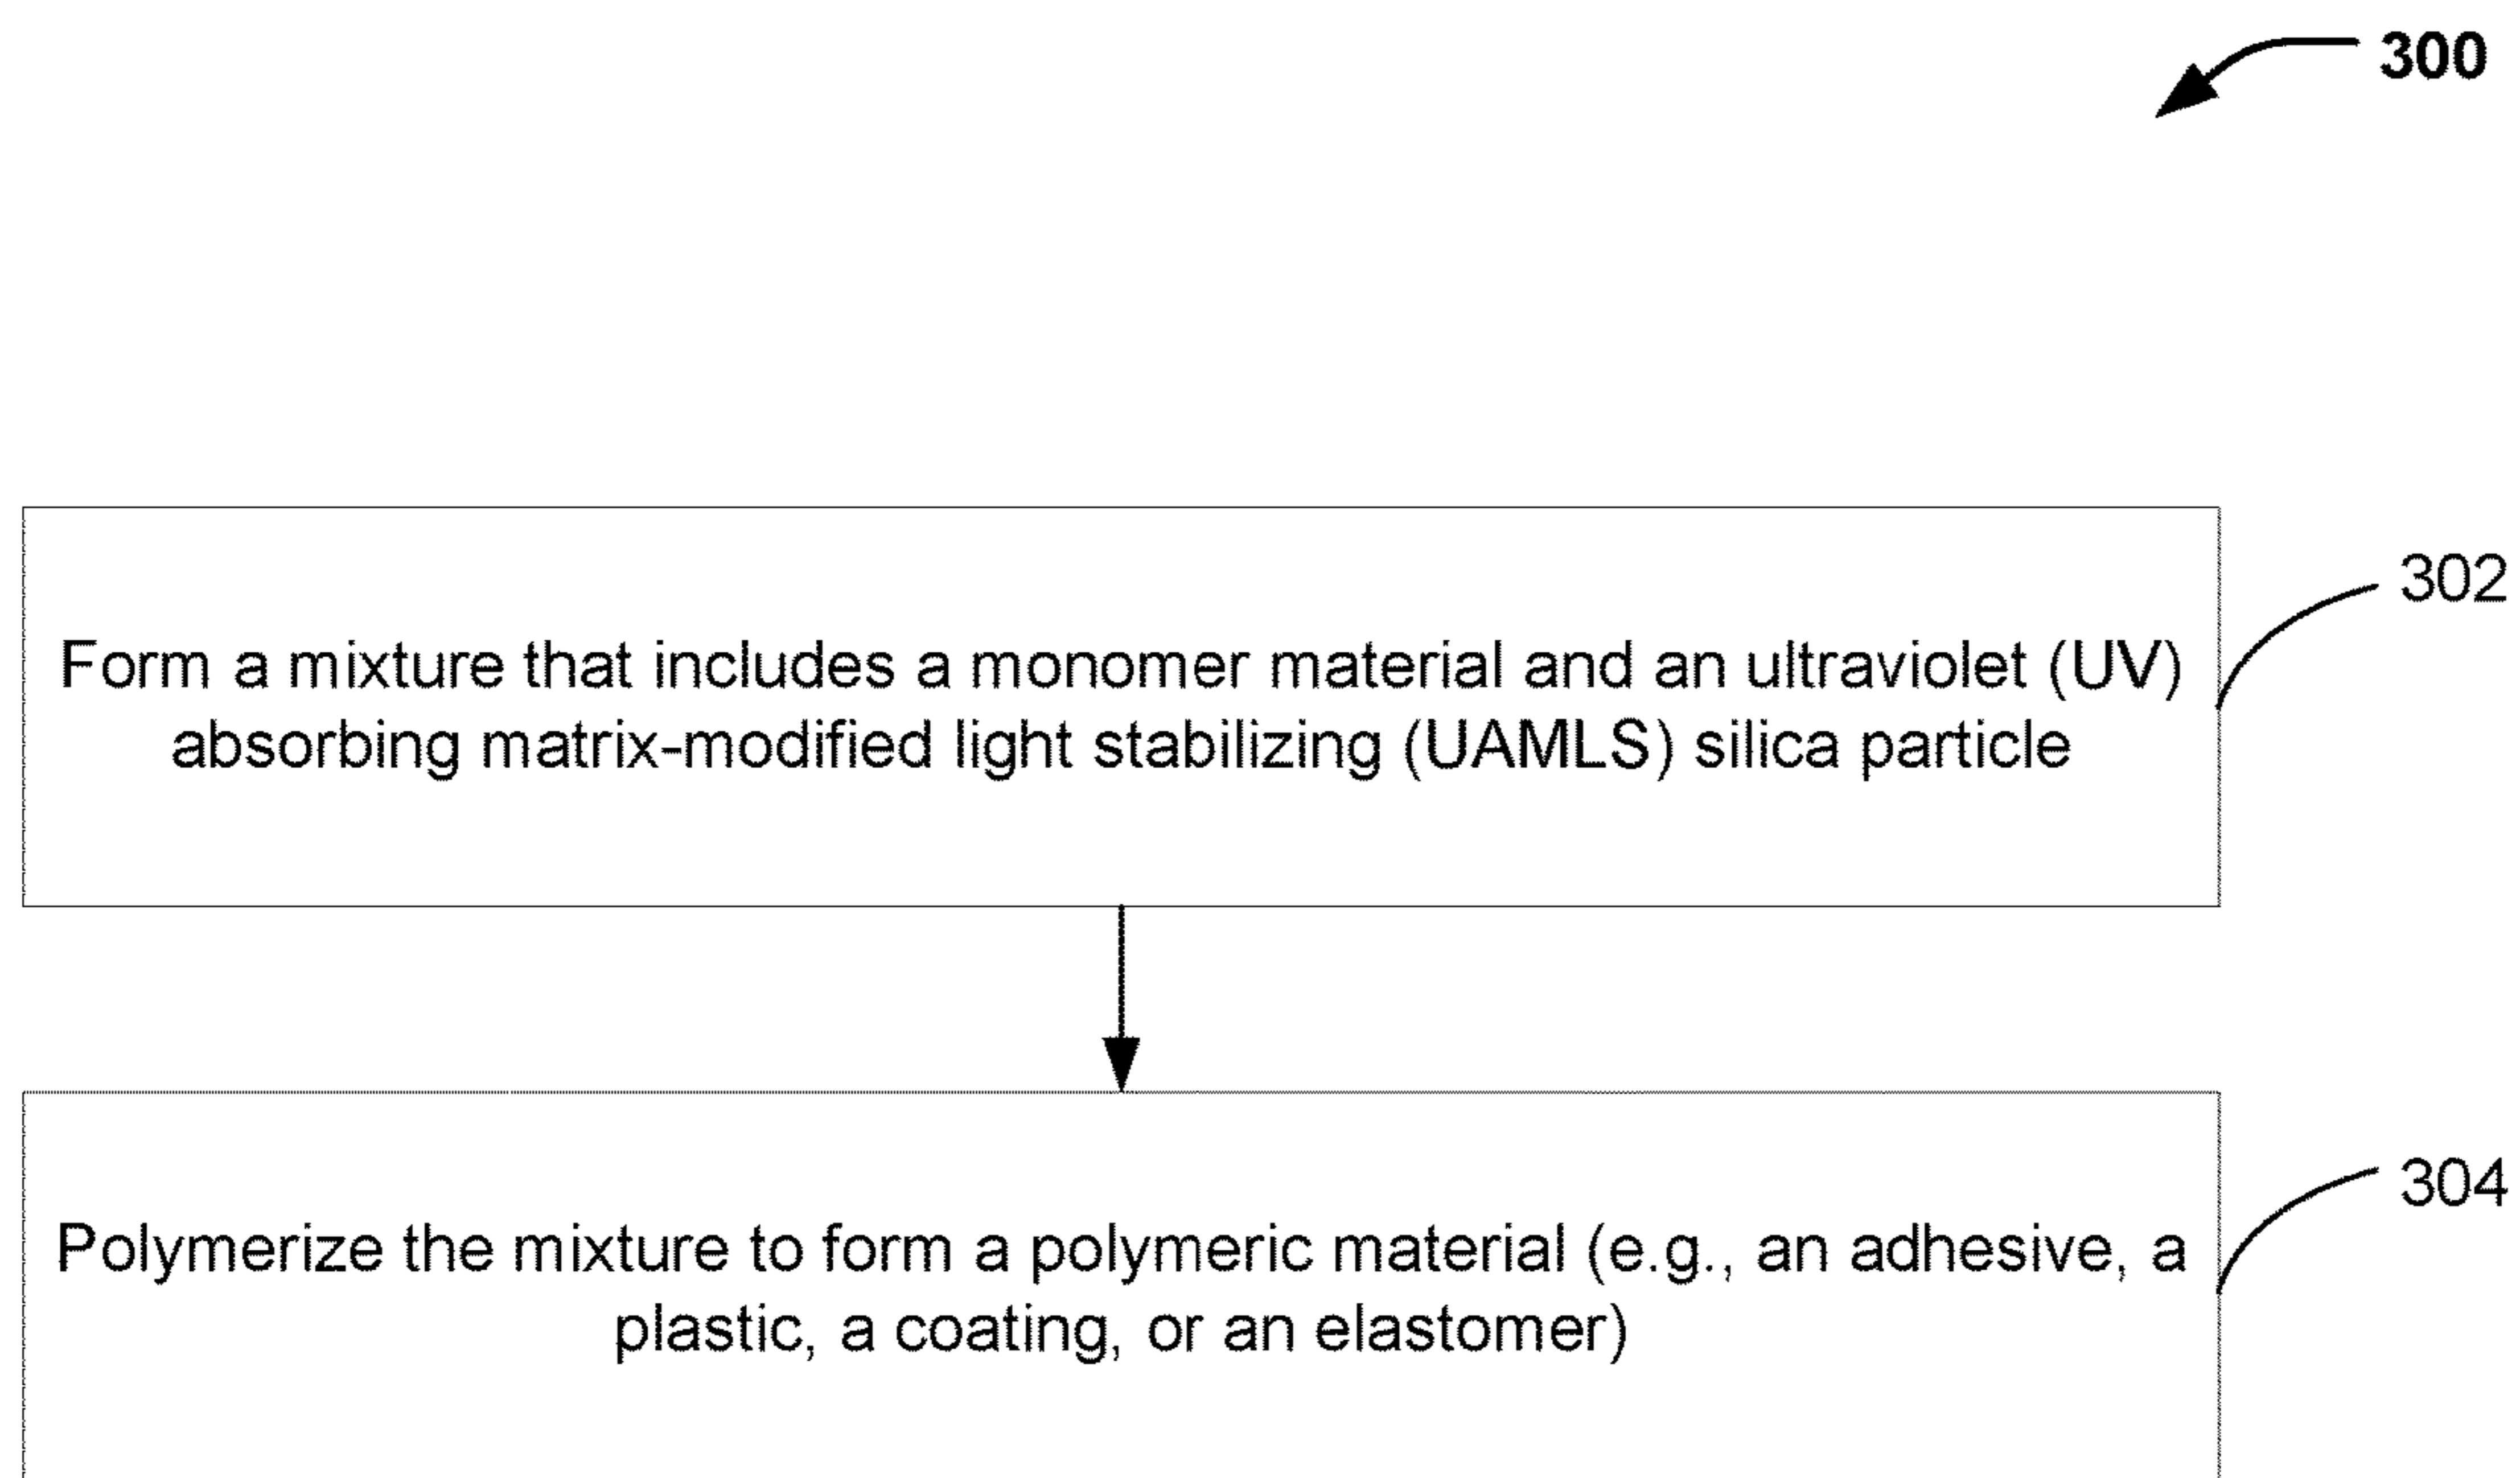 300
302
Form a mixture that includes a monomer material and an ultraviolet (UV)
absorbing matrix-modified light stabilizing (UAMLS) silica particle
304
Polymerize the mixture to form a polymeric material (e.g., an adhesive, a
plastic, a coating, or an elastomer)